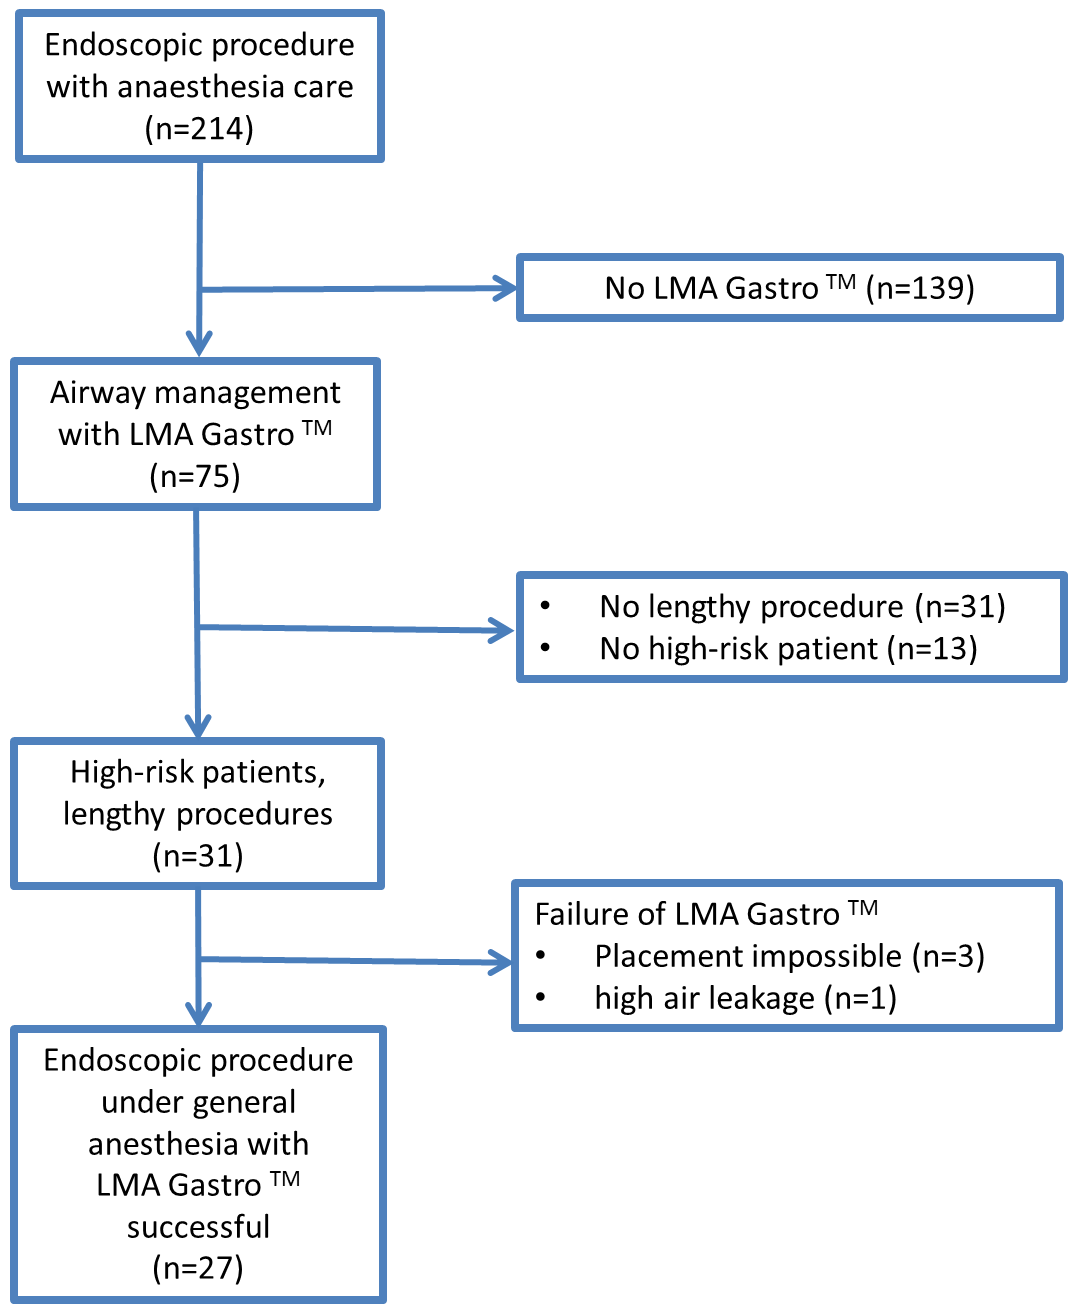 Endoscopic procedure
with anaesthesia care
(n=214)
No LMA Gastro TM (n=139)
Airway management
with LMA Gastro TM
(n=75)
• No lengthy procedure (n=31)
• No high-risk patient (n=13)
High-risk patients,
lengthy procedures
(n=31)
Failure of LMA Gastro TM
• Placement impossible (n=3)
• high air leakage (n=1)
Endoscopic procedure
under general
anesthesia with
LMA Gastro TM
successful
(n=27)